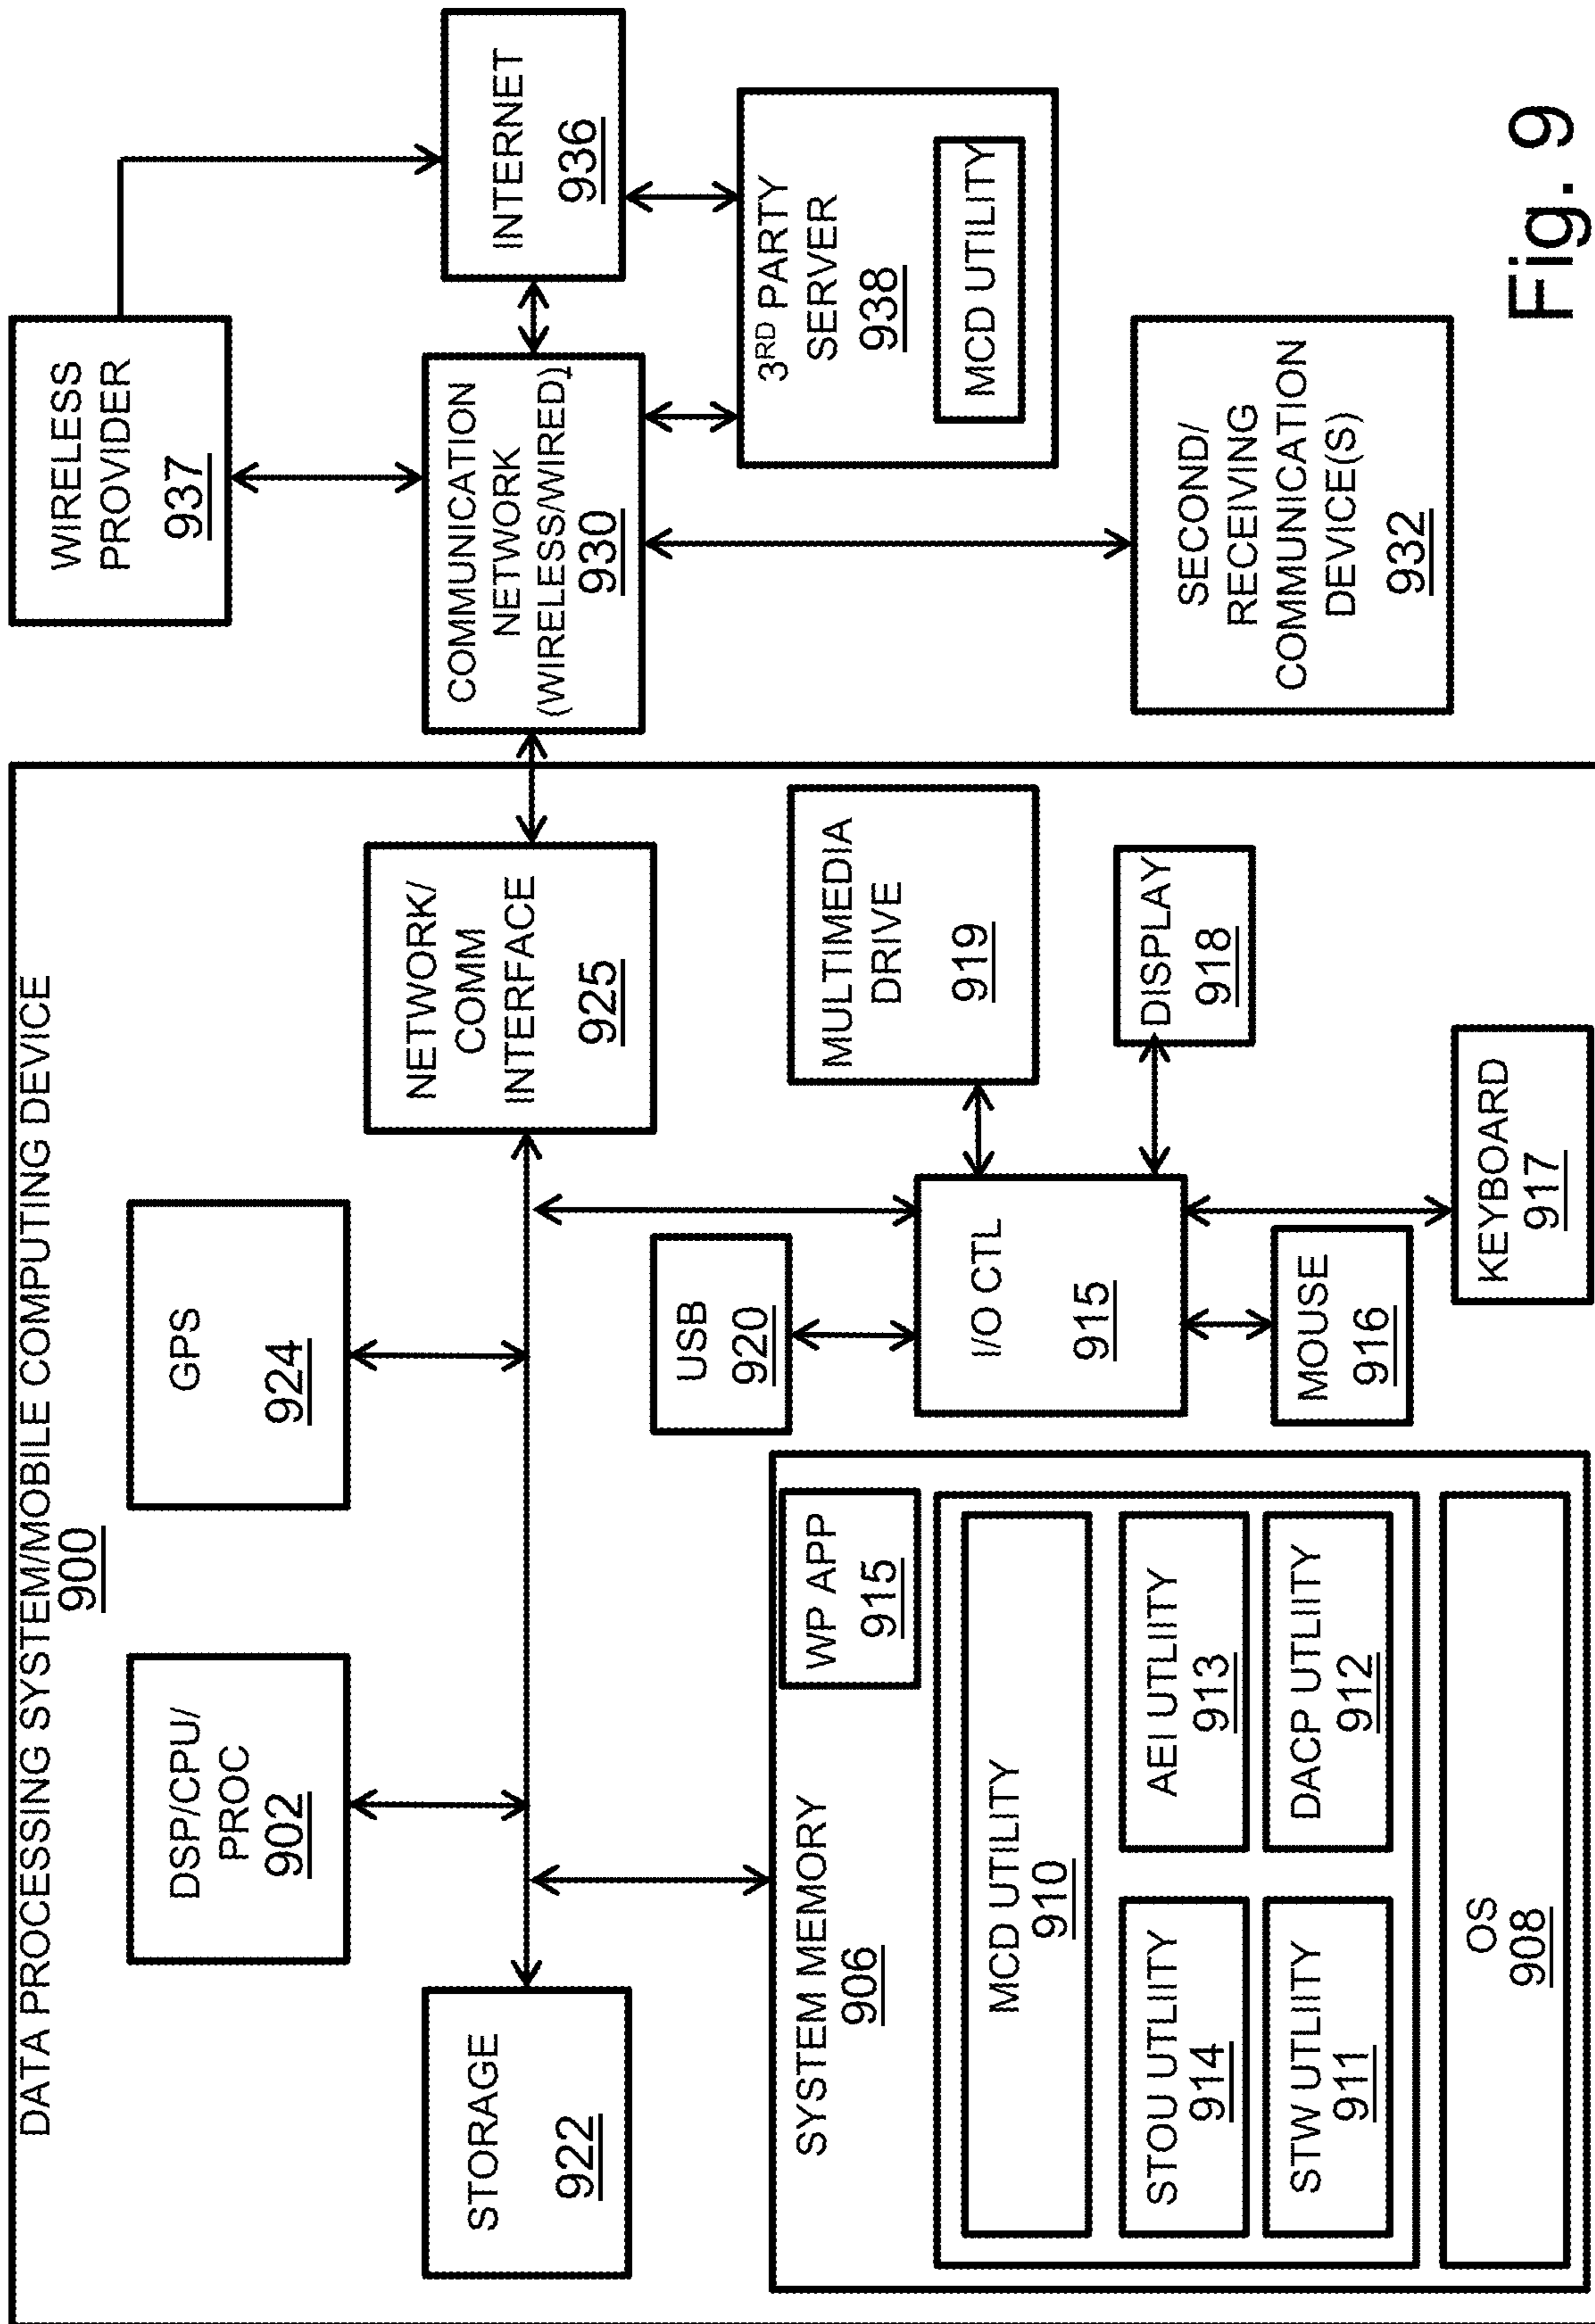 DATA PROCESSING SYSTEM/MOBILE COMPUTING DEVICE
900
DSP/CPU/
PROC
902
GPS
924
STORAGE
922
NETWORK/
COMM
INTERFACE
925
SYSTEM MEMORY
906
WP APP
915
MCD UTILITY
910
STOU UTLIITY
914
AEI UTLIITY
913
STW UTLIITY
911
DACP UTLIITY
912
OS
908
USB
920
I/O CTL
915
MULTIMEDIA
DRIVE
919
DISPLAY
918
MOUSE
916
KEYBOARD
917
WIRELESS
PROVIDER
937
COMMUNICATION
NETWORK
(WIRELESS/WIRED)
930
INTERNET
936
3RD PARTY
SERVER
938
MCD UTILITY
SECOND/
RECEIVING
COMMUNICATION
DEVICE(S)
932
Fig. 9